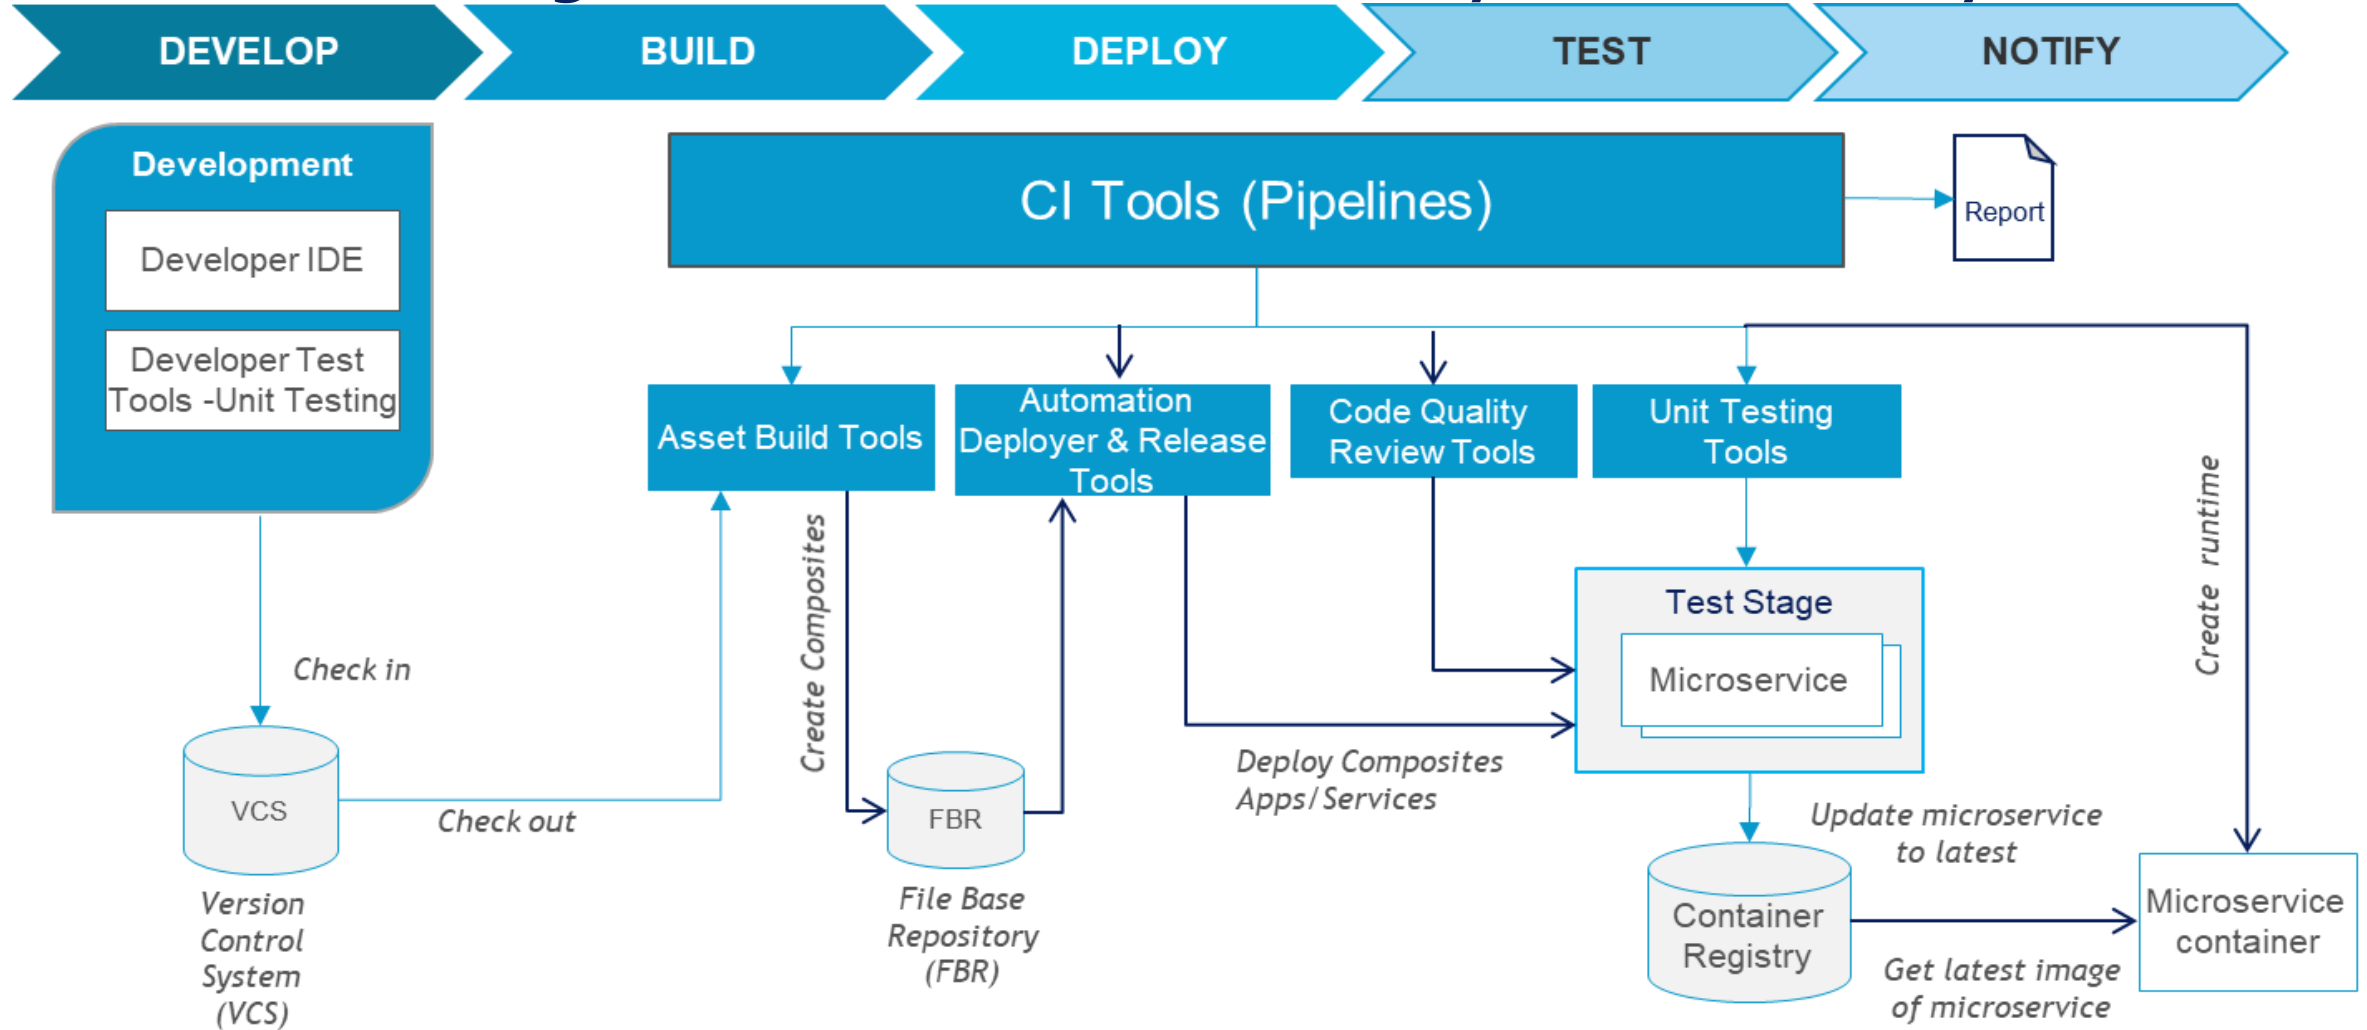 DEVELOP
BUILD
DEPLOY
TEST
NOTIFY
Development
Developer IDE
Developer Test
Tools -Unit Testing
CI Tools (Pipelines)
Report
Asset Build Tools
Automation
Deployer & Release
Tools
Code Quality
Review Tools
Unit Testing
Tools
Create Composites
Create runtime
Test Stage
Microservice
Check in
VCS
Check out
Version
Control
System
(VCS)
FBR
File Base
Repository
(FBR)
Deploy Composites
Apps/Services
Update microservice
to latest
Container
Registry
Get latest image
of microservice
Microservice
container